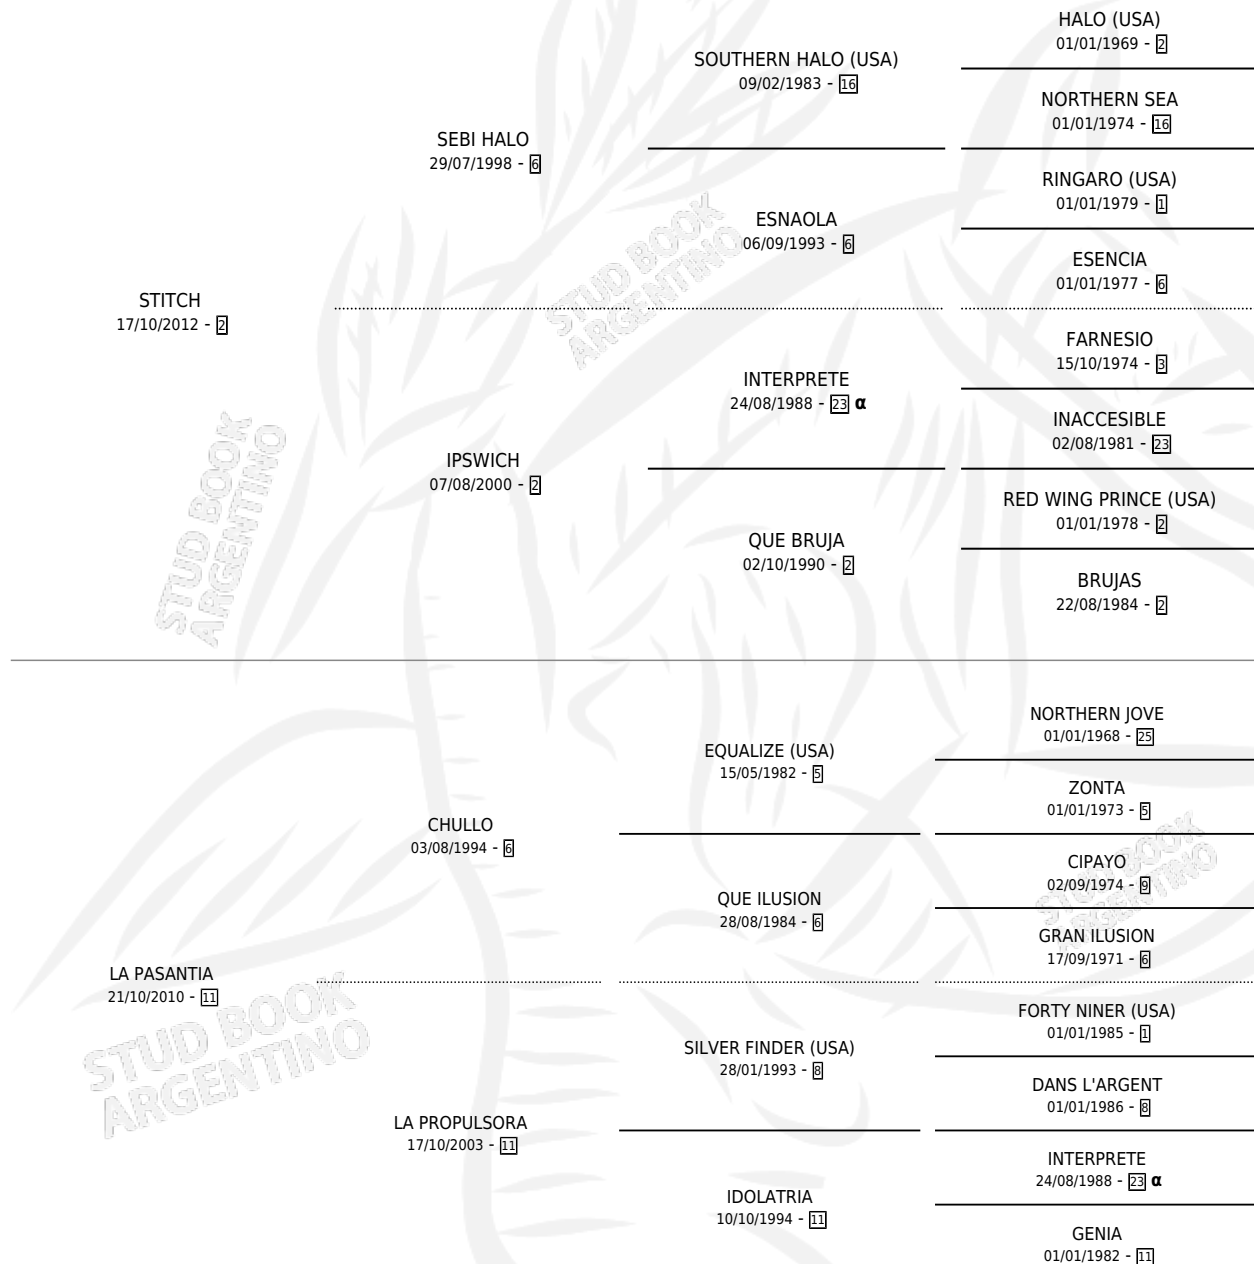 HALO (USA)
01/01/1969 - 2
SOUTHERN HALO (USA)
09/02/1983 - 16
NORTHERN SEA
01/01/1974 - 16
SEBI HALO
29/07/1998 - 6
RINGARO (USA)
01/01/1979 - 1
ESNAOLA
06/09/1993 - 6
ESENCIA
01/01/1977 - 6
STUD BOOK
ARGENTINO
STITCH
17/10/2012 - 2
FARNESIO
15/10/1974 - 3
INTERPRETE
24/08/1988 - 23 α
INACCESIBLE
02/08/1981 - 23
IPSWICH
07/08/2000 - 2
RED WING PRINCE (USA)
01/01/1978 - 2
QUE BRUJA
02/10/1990 - 2
BRUJAS
22/08/1984 - 2
STUD BOOK
ARGENTINO
NORTHERN JOVE
01/01/1968 - 25
EQUALIZE (USA)
15/05/1982 - 5
ZONTA
01/01/1973 - 5
CHULLO
03/08/1994 - 6
CIPAYO
02/09/1974 - 9
QUE ILUSION
28/08/1984 - 6
GRAN ILUSION
17/09/1971 - 6
STUD BOOK
ARGENTINO
LA PASANTIA
21/10/2010 - 11
FORTY NINER (USA)
01/01/1985 - 1
SILVER FINDER (USA)
28/01/1993 - 8
DANS L'ARGENT
01/01/1986 - 8
STUD BOOK
ARGENTINO
LA PROPULSORA
17/10/2003 - 11
INTERPRETE
24/08/1988 - 23 α
IDOLATRIA
10/10/1994 - 11
GENIA
01/01/1982 - 11